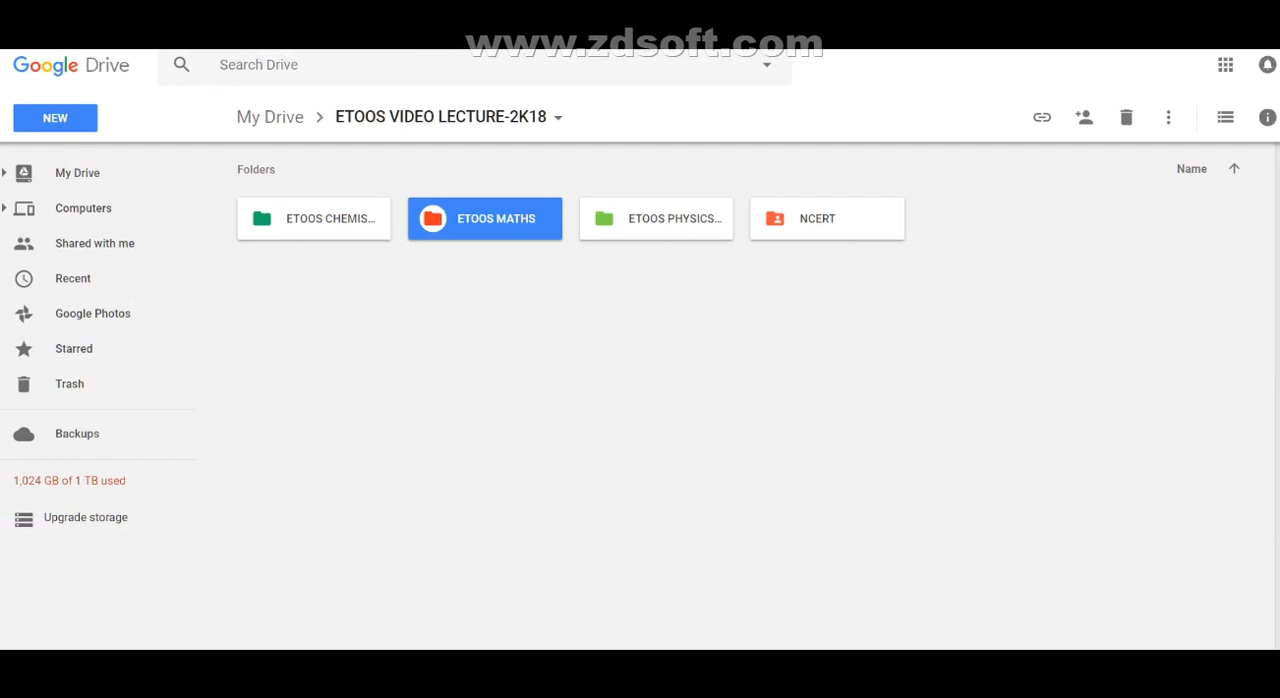 www.zdsoft.com
Google Drive
Search Drive
NEW
My Drive > ETOOS VIDEO LECTURE-2K18
Folders
Name
My Drive
Computers
Shared with me
Recent
Google Photos
Starred
Trash
Backups
1,024 GB of 1 TB used
Upgrade storage
ETOOS CHEMIS...
ETOOS MATHS
ETOOS PHYSICS...
NCERT